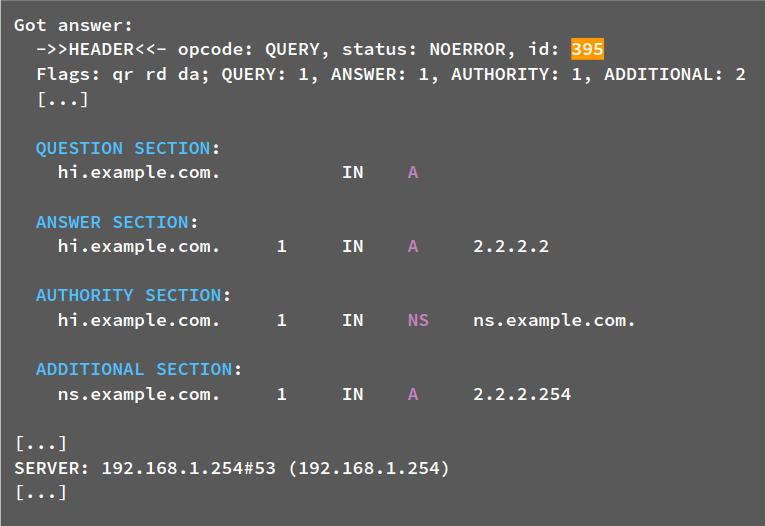 Got answer:
->>HEADER<<- opcode: QUERY, status: NOERROR, id: 395
Flags: qr rd da; QUERY: 1, ANSWER: 1, AUTHORITY: 1, ADDITIONAL: 2
[...]
QUESTION SECTION:
hi.example.com. IN A
ANSWER SECTION:
hi.example.com. 1 IN A 2.2.2.2
AUTHORITY SECTION:
hi.example.com. 1 IN NS ns.example.com.
ADDITIONAL SECTION:
ns.example.com. 1 IN A 2.2.2.254
[...]
SERVER: 192.168.1.254#53 (192.168.1.254)
[...]